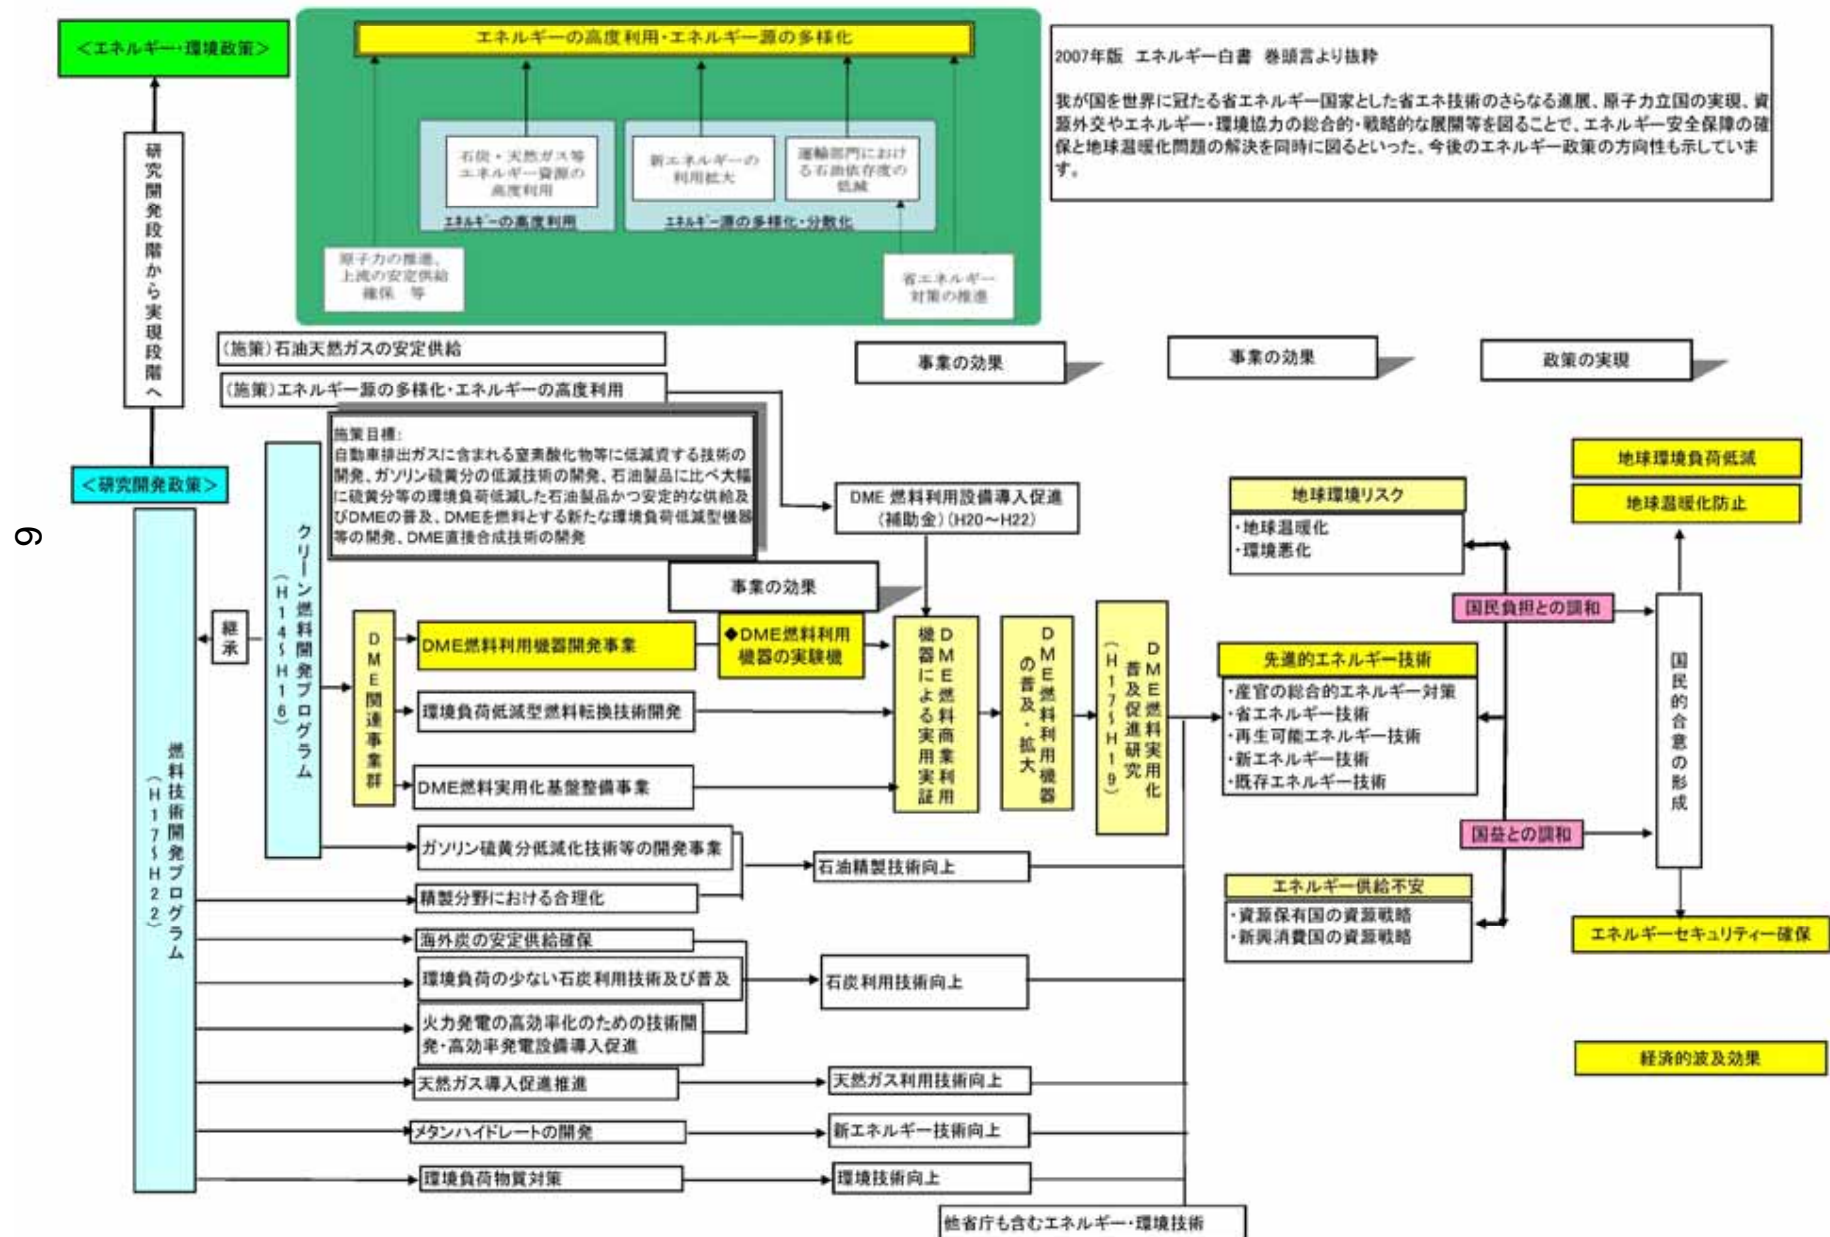 <エネルギー・環境政策>
エネルギーの高度利用・エネルギー源の多様化
石炭・天然ガス等
エネルギー資源の
高度利用
エネルギーの高度利用
新エネルギーの
利用拡大
運輸部門におけ
る石油依存度の
低減
エネルギー源の多様化・分散化
原子力の推進、
上流の安定供給
確保 等
省エネルギー
対策の推進
2007年版 エネルギー白書 巻頭言より抜粋
我が国を世界に冠たる省エネルギー国家とした省エネ技術のさらなる進展、原子力立国の実現、資
源外交やエネルギー・環境協力の総合的・戦略的な展開等を図ることで、エネルギー安全保障の確
保と地球温暖化問題の解決を同時に図るといった、今後のエネルギー政策の方向性も示していま
す。
研究開発段階から実現段階へ
<研究開発政策>
(施策)石油天然ガスの安定供給
(施策)エネルギー源の多様化・エネルギーの高度利用
施策目標:
自動車排出ガスに含まれる窒素酸化物等に低減資する技術の
開発、ガソリン硫黄分の低減技術の開発、石油製品に比べ大幅
に硫黄分等の環境負荷低減した石油製品かつ安定的な供給及
びDMEの普及、DMEを燃料とする新たな環境負荷低減型機器
等の開発、DME直接合成技術の開発
事業の効果
事業の効果
事業の効果
政策の実現
DME 燃料利用設備導入促進
(補助金)(H20~H22)
9
燃料技術開発プログラム
(H17~H22)
継承
クリーン燃料開発プログラム
(H14~H16)
DME関連事業群
DME燃料利用機器開発事業
◆DME燃料利用
機器の実験機
環境負荷低減型燃料転換技術開発
DME燃料実用化基盤整備事業
DME燃料商業利用
機器による実用実証
DME燃料利用機器
の普及・拡大
DME燃料実用化
普及促進研究
(H17~H19)
ガソリン硫黄分低減化技術等の開発事業
精製分野における合理化
石油精製技術向上
海外炭の安定供給確保
環境負荷の少ない石炭利用技術及び普及
火力発電の高効率化のための技術開
発・高効率発電設備導入促進
石炭利用技術向上
天然ガス導入促進推進
天然ガス利用技術向上
メタンハイドレートの開発
新エネルギー技術向上
環境負荷物質対策
環境技術向上
他省庁も含むエネルギー・環境技術
地球環境リスク
・地球温暖化
・環境悪化
国民負担との調和
先進的エネルギー技術
・産官の総合的エネルギー対策
・省エネルギー技術
・再生可能エネルギー技術
・新エネルギー技術
・既存エネルギー技術
国益との調和
エネルギー供給不安
・資源保有国の資源戦略
・新興消費国の資源戦略
地球環境負荷低減
地球温暖化防止
国民的合意の形成
エネルギーセキュリティー確保
経済的波及効果